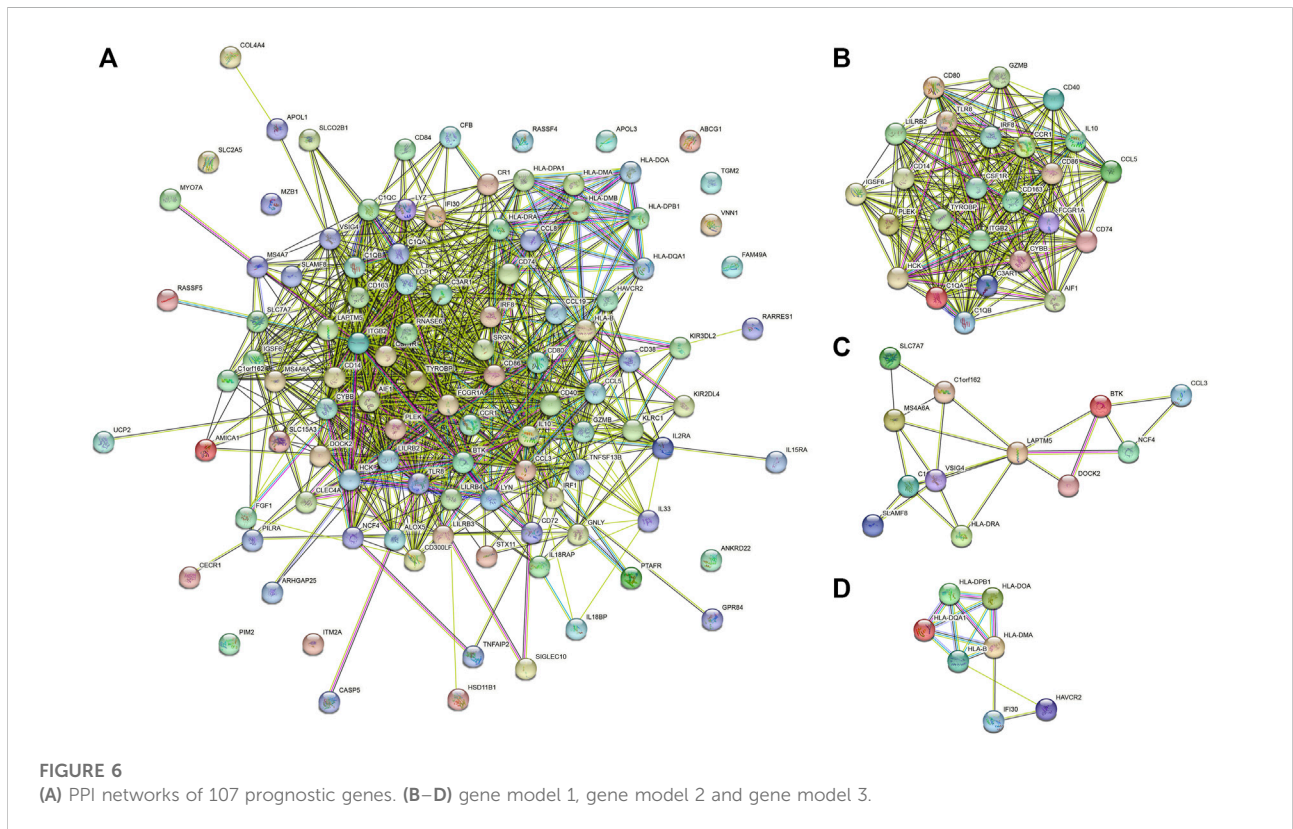 A
COL4A4
APOL1
SLCO2B1
SLC2A5
MYO7A
MZB1
CD84
CFB
RASSF4
APOL3
ABCG1
TGM2
VNN1
FAM49A
CR1
HLA-DPA1
HLA-DMA
HLA-DOA
HLA-DMB
HLA-DPB1
HLA-DRA
HLA-DQA1
C1QC
LYZ
IFI30
VSIG4
C1QA
CCL8
MS4A7
SLAMF8
C1QB
LCP1
CD74
CD163
C3AR1
HAVCR2
RASSF5
SLC7A7
LAPTM5
RNASE6
IRF8
CCL19
HLA-B
RARRES1
ITGB2
SRGN
KIR3DL2
IGSF6
CD38
C1orf162
MS4A6A
CD14
TYROBP
CD86
CD80
CCL5
CYBB
FCGR1A
CD40
KIR2DL4
UCP2
AMICA1
SLC15A3
PLEK
CCR1
IL10
GZMB
KLRC1
IL2RA
IL15RA
DOCK2
LILRB2
BTK
CCL3
TNFSF13B
HCK
TLR8
CLEC4A
LILRB4
LYN
IRF1
FGF1
PILRA
NCF4
ALOX5
LILRB3
CD72
GNLY
IL33
CECR1
CD300LF
STX11
IL18RAP
PTAFR
ANKRD22
ARHGAP25
GPR84
PIM2
ITM2A
TNFAIP2
IL18BP
SIGLEC10
CASP5
HSD11B1
B
CD80
GZMB
CD40
TLR8
LILRB2
IRF8
CCR1
IL10
CD14
CD86
CCL5
IGSF6
CSF1R
CD163
PLEK
TYROBP
FCGR1A
ITGB2
CD74
CYBB
HCK
C3AR1
C1QA
AIF1
C1QB
C
SLC7A7
C1orf162
CCL3
BTK
MS4A6A
LAPTM5
NCF4
VSIG4
DOCK2
SLAMF8
HLA-DRA
D
HLA-DPB1
HLA-DOA
HLA-DQA1
HLA-DMA
HLA-B
HAVCR2
IFI30
FIGURE 6
(A) PPI networks of 107 prognostic genes. (B–D) gene model 1, gene model 2 and gene model 3.